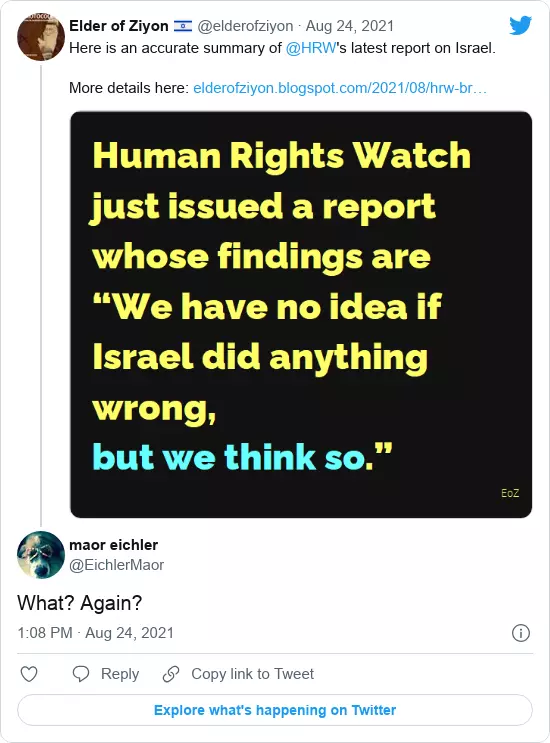 Elder of Ziyon 🇮🇱 @elderofziyon · Aug 24, 2021
Here is an accurate summary of @HRW's latest report on Israel.
More details here: elderofziyon.blogspot.com/2021/08/hrw-br…
Human Rights Watch
just issued a report
whose findings are
“We have no idea if
Israel did anything
wrong,
but we think so.”
EoZ
maor eichler
@EichlerMaor
What? Again?
1:08 PM · Aug 24, 2021
Reply
Copy link to Tweet
Explore what's happening on Twitter